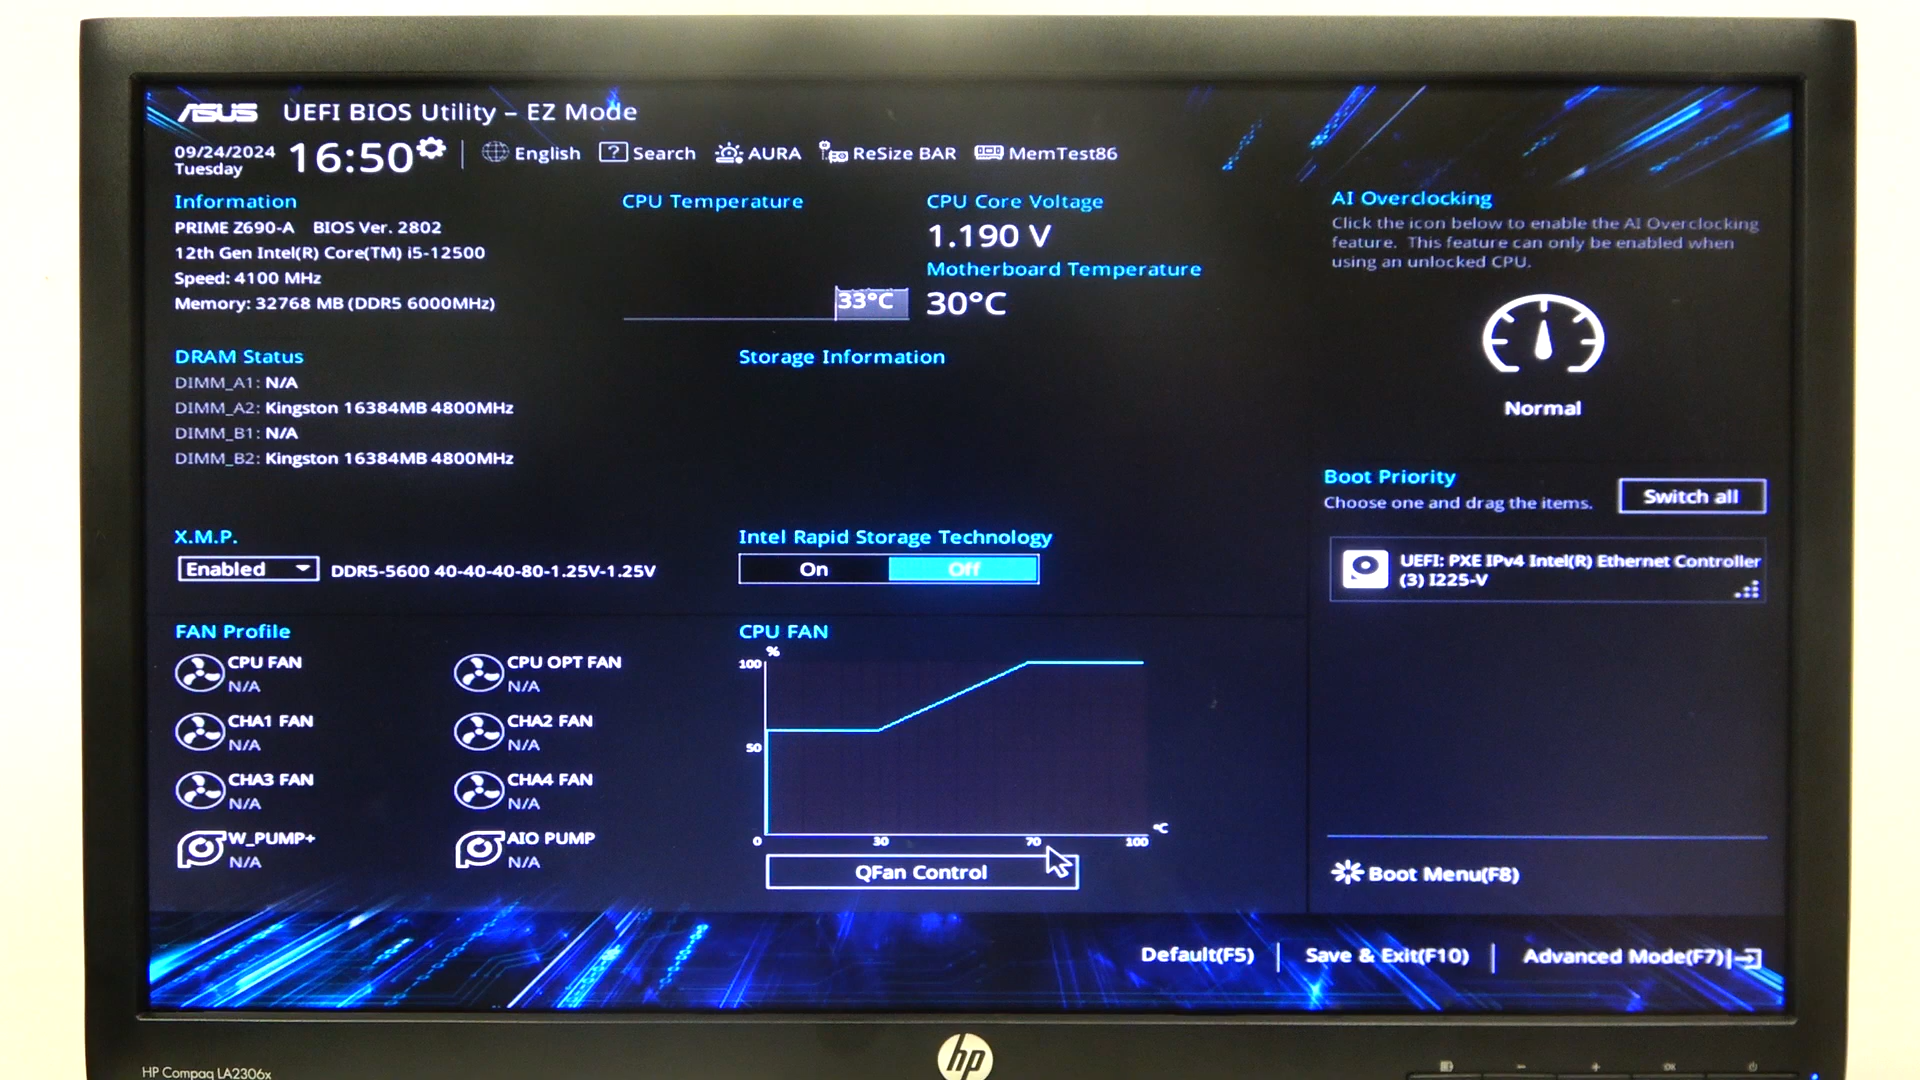 ASUS UEFI BIOS Utility – EZ Mode
09/24/2024
Tuesday
16:50
English
? Search
AURA
ReSize BAR
MemTest86
Information
PRIME Z690-A BIOS Ver. 2802
12th Gen Intel(R) Core(TM) i5-12500
Speed: 4100 MHz
Memory: 32768 MB (DDR5 6000MHz)
CPU Temperature
33°C
CPU Core Voltage
1.190 V
Motherboard Temperature
30°C
AI Overclocking
Click the icon below to enable the AI Overclocking
feature. This feature can only be enabled when
using an unlocked CPU.
Normal
DRAM Status
DIMM_A1: N/A
DIMM_A2: Kingston 16384MB 4800MHz
DIMM_B1: N/A
DIMM_B2: Kingston 16384MB 4800MHz
Storage Information
X.M.P.
Enabled DDR5-5600 40-40-40-80-1.25V-1.25V
Intel Rapid Storage Technology
On Off
Boot Priority
Choose one and drag the items.
Switch all
UEFI: PXE IPv4 Intel(R) Ethernet Controller
(3) I225-V
FAN Profile
CPU FAN
N/A
CPU OPT FAN
N/A
CHA1 FAN
N/A
CHA2 FAN
N/A
CHA3 FAN
N/A
CHA4 FAN
N/A
W_PUMP+
N/A
AIO PUMP
N/A
CPU FAN
%
100
50
0 30 70 100
°C
QFan Control
Boot Menu(F8)
Default(F5)
Save & Exit(F10)
Advanced Mode(F7)
HP Compaq LA2306x
hp
− + OK